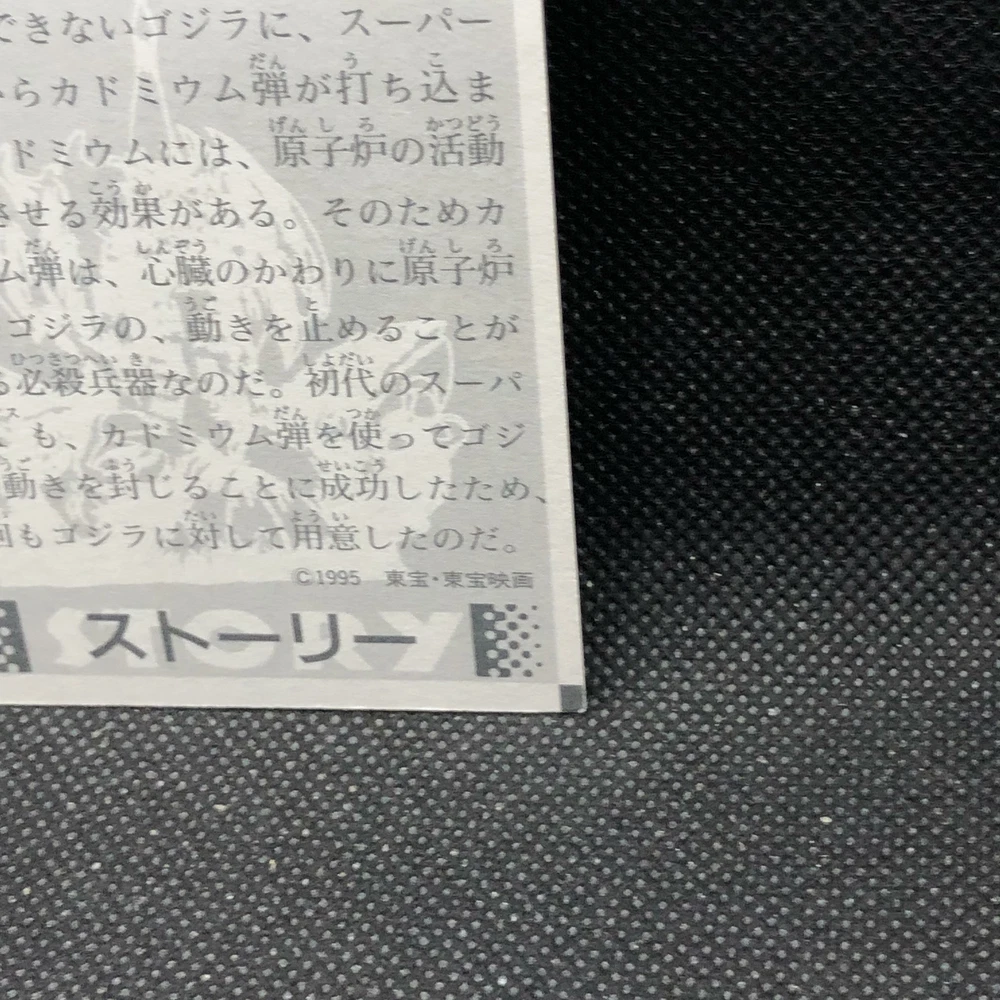 できないゴジラに、スーパー
からカドミウム弾が打ち込ま
ドミウムには、原子炉の活動
させる効果がある。そのためカ
ム弾は、心臓のかわりに原子炉
ゴジラの、動きを止めることが
る必殺兵器なのだ。初代のスーパ
も、カドミウム弾を使ってゴジ
動きを封じることに成功したため、
回もゴジラに対して用意したのだ。
©1995 東宝・東宝映画
ストーリー